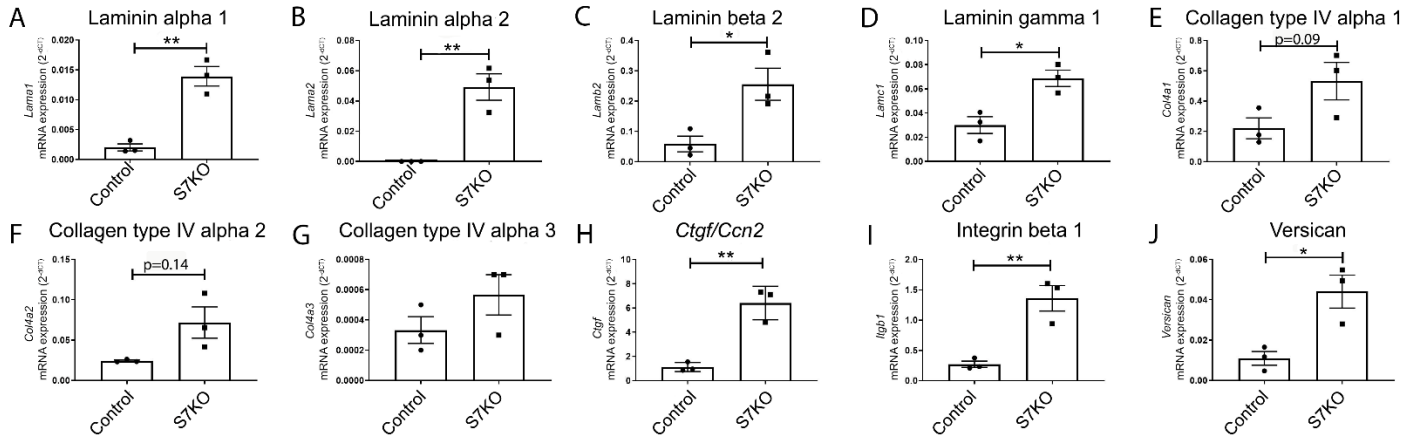 A Laminin alpha 1
Lama1
mRNA expression (2-dCT)
0.020
0.015
0.010
0.005
0.000
**
Control S7KO
B Laminin alpha 2
Lama2
mRNA expression (2-dCT)
0.08
0.06
0.04
0.02
0.00
**
Control S7KO
C Laminin beta 2
Lamb2
mRNA expression (2-dCT)
0.6
0.4
0.2
0.0
*
Control S7KO
D Laminin gamma 1
Lamc1
mRNA expression (2-dCT)
0.10
0.08
0.06
0.04
0.02
0.00
*
Control S7KO
E Collagen type IV alpha 1
Col4a1
mRNA expression (2-dCT)
0.8
0.6
0.4
0.2
0.0
p=0.09
Control S7KO
F Collagen type IV alpha 2
Col4a2
mRNA expression (2-dCT)
0.15
0.10
0.05
0.00
p=0.14
Control S7KO
G Collagen type IV alpha 3
Col4a3
mRNA expression (2-dCT)
0.0008
0.0006
0.0004
0.0002
0.0000
Control S7KO
H Ctgf/Ccn2
Ctgf
mRNA expression (2-dCT)
10
8
6
4
2
0
**
Control S7KO
I Integrin beta 1
Itgb1
mRNA expression (2-dCT)
2.0
1.5
1.0
0.5
0.0
**
Control S7KO
J Versican
Versican
mRNA expression (2-dCT)
0.06
0.04
0.02
0.00
*
Control S7KO